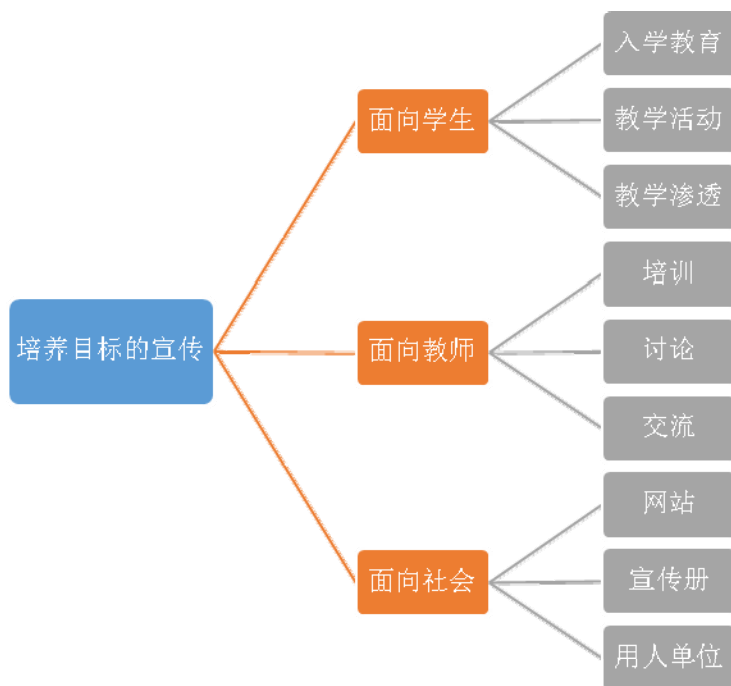 培养目标的宣传
面向学生
入学教育
教学活动
教学渗透
面向教师
培训
讨论
交流
面向社会
网站
宣传册
用人单位